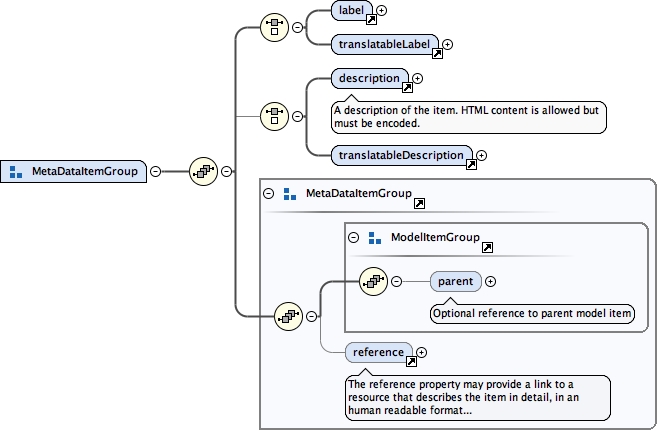 label
translatableLabel
description
A description of the item. HTML content is allowed but
must be encoded.
translatableDescription
MetaDataItemGroup
MetaDataItemGroup
ModelItemGroup
parent
Optional reference to parent model item
reference
The reference property may provide a link to a
resource that describes the item in detail, in an
human readable format...